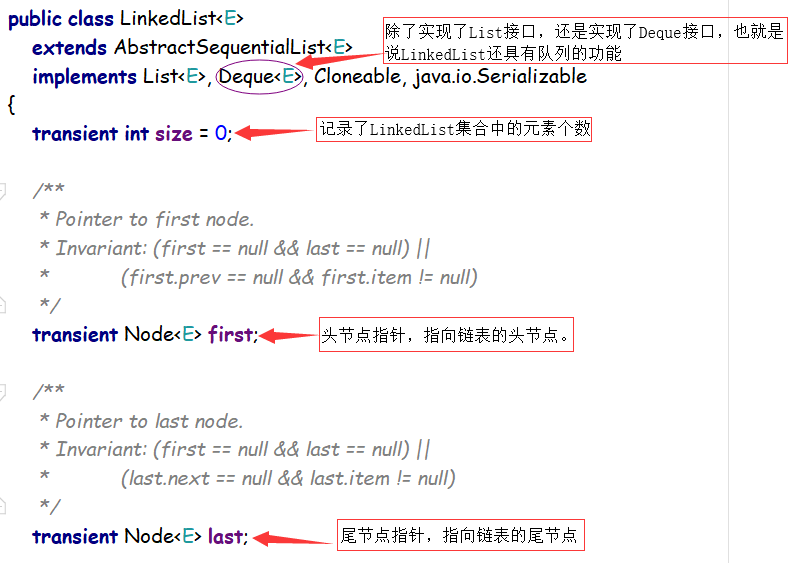 public class LinkedList<E>
extends AbstractSequentialList<E>
implements List<E>, Deque<E>, Cloneable, java.io.Serializable
除了实现了List接口，还是实现了Deque接口，也就是
说LinkedList还具有队列的功能
{
transient int size = 0;
记录了LinkedList集合中的元素个数
/**
* Pointer to first node.
* Invariant: (first == null && last == null) ||
* (first.prev == null && first.item != null)
*/
transient Node<E> first;
头节点指针，指向链表的头节点。
/**
* Pointer to last node.
* Invariant: (first == null && last == null) ||
* (last.next == null && last.item != null)
*/
transient Node<E> last;
尾节点指针，指向链表的尾节点